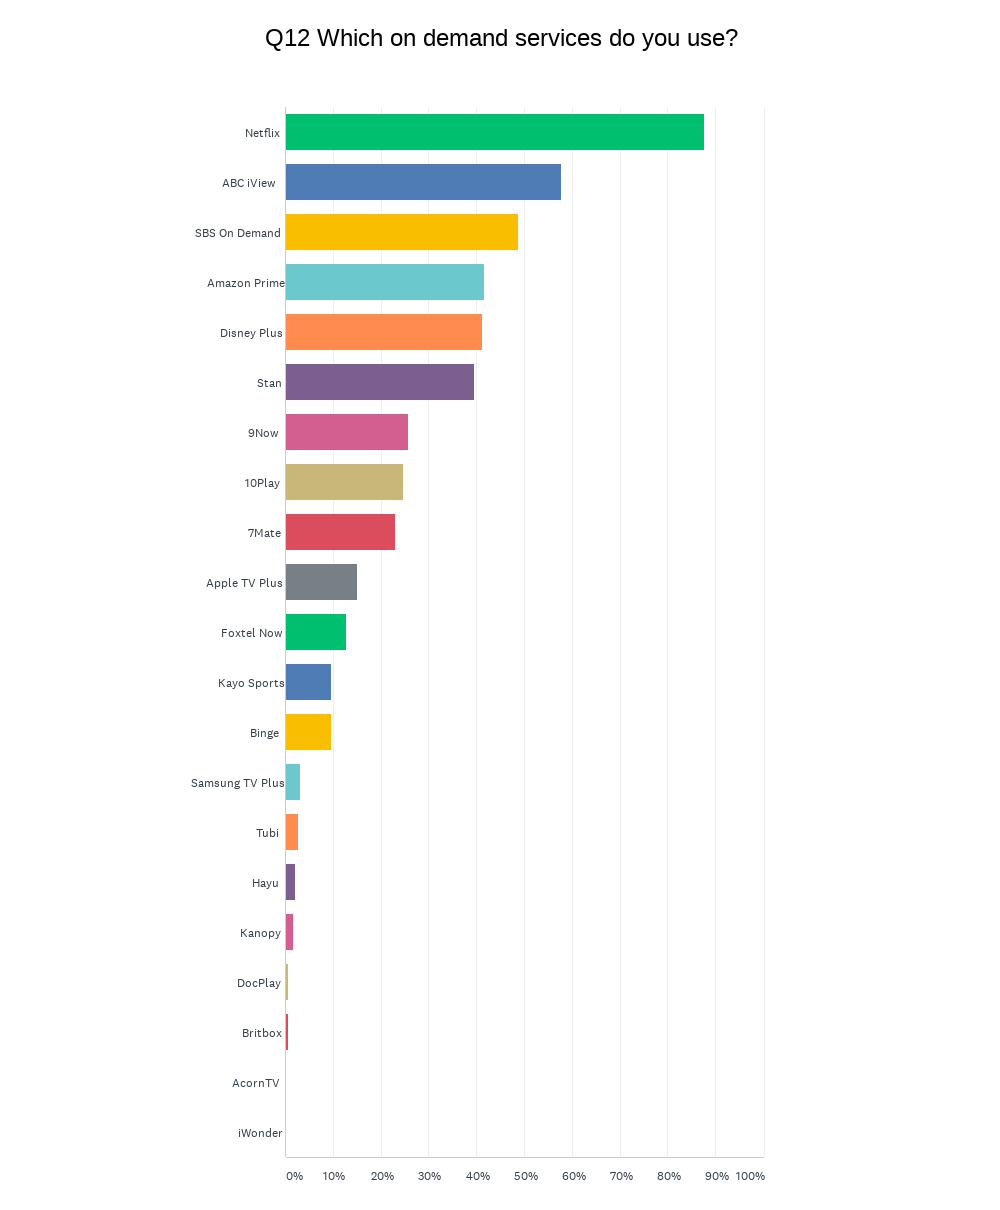 Q12 Which on demand services do you use?
Netflix
ABC iView
SBS On Demand
Amazon Prime
Disney Plus
Stan
9Now
10Play
7Mate
Apple TV Plus
Foxtel Now
Kayo Sports
Binge
Samsung TV Plus
Tubi
Hayu
Kanopy
DocPlay
Britbox
AcornTV
iWonder
0% 10% 20% 30% 40% 50% 60% 70% 80% 90% 100%